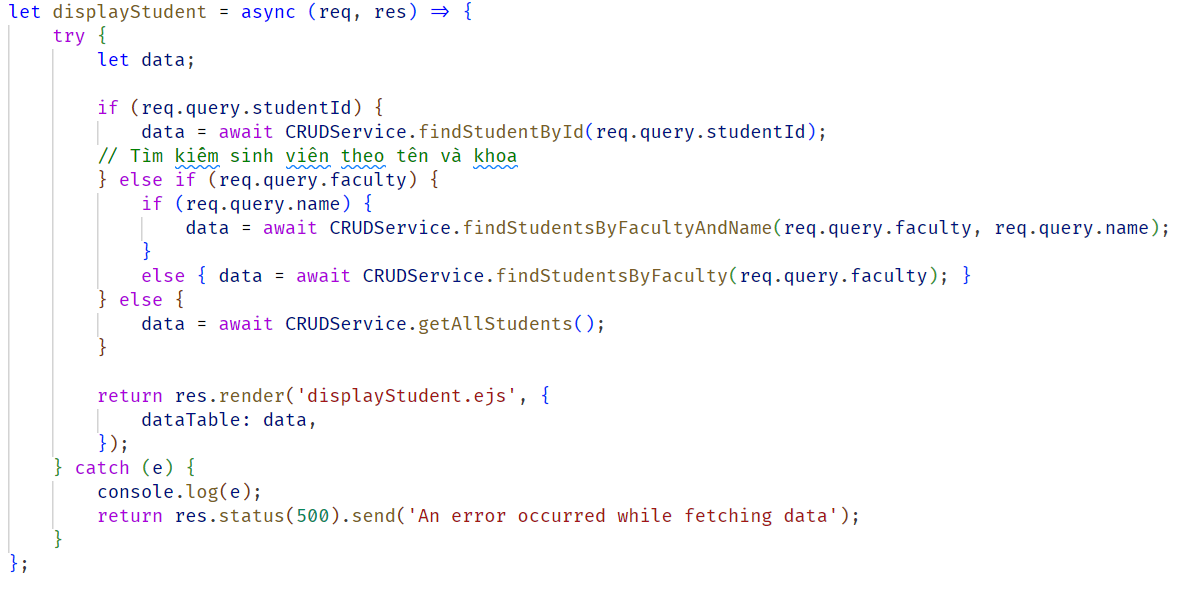 let displayStudent = async (req, res) => {
    try {
        let data;

        if (req.query.studentId) {
            data = await CRUDService.findStudentById(req.query.studentId);
        // Tìm kiếm sinh viên theo tên và khoa
        } else if (req.query.faculty) {
            if (req.query.name) {
                data = await CRUDService.findStudentsByFacultyAndName(req.query.faculty, req.query.name);
            }
            else { data = await CRUDService.findStudentsByFaculty(req.query.faculty); }
        } else {
            data = await CRUDService.getAllStudents();
        }

        return res.render('displayStudent.ejs', {
            dataTable: data,
        });
    } catch (e) {
        console.log(e);
        return res.status(500).send('An error occurred while fetching data');
    }
};